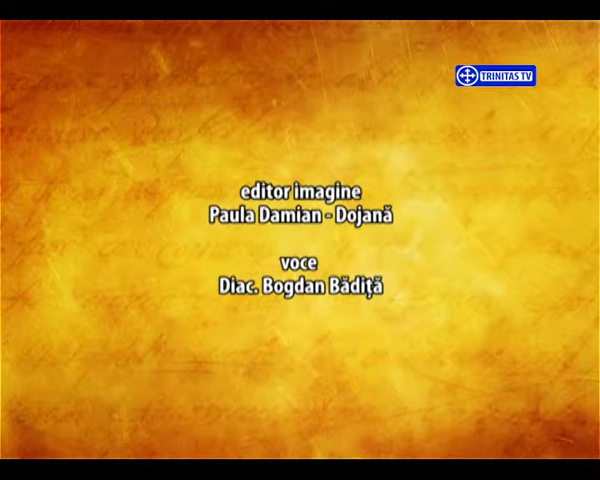 TRINITAS TV
editor imagine
Paula Damian - Dojană
voce
Diac. Bogdan Bădiță